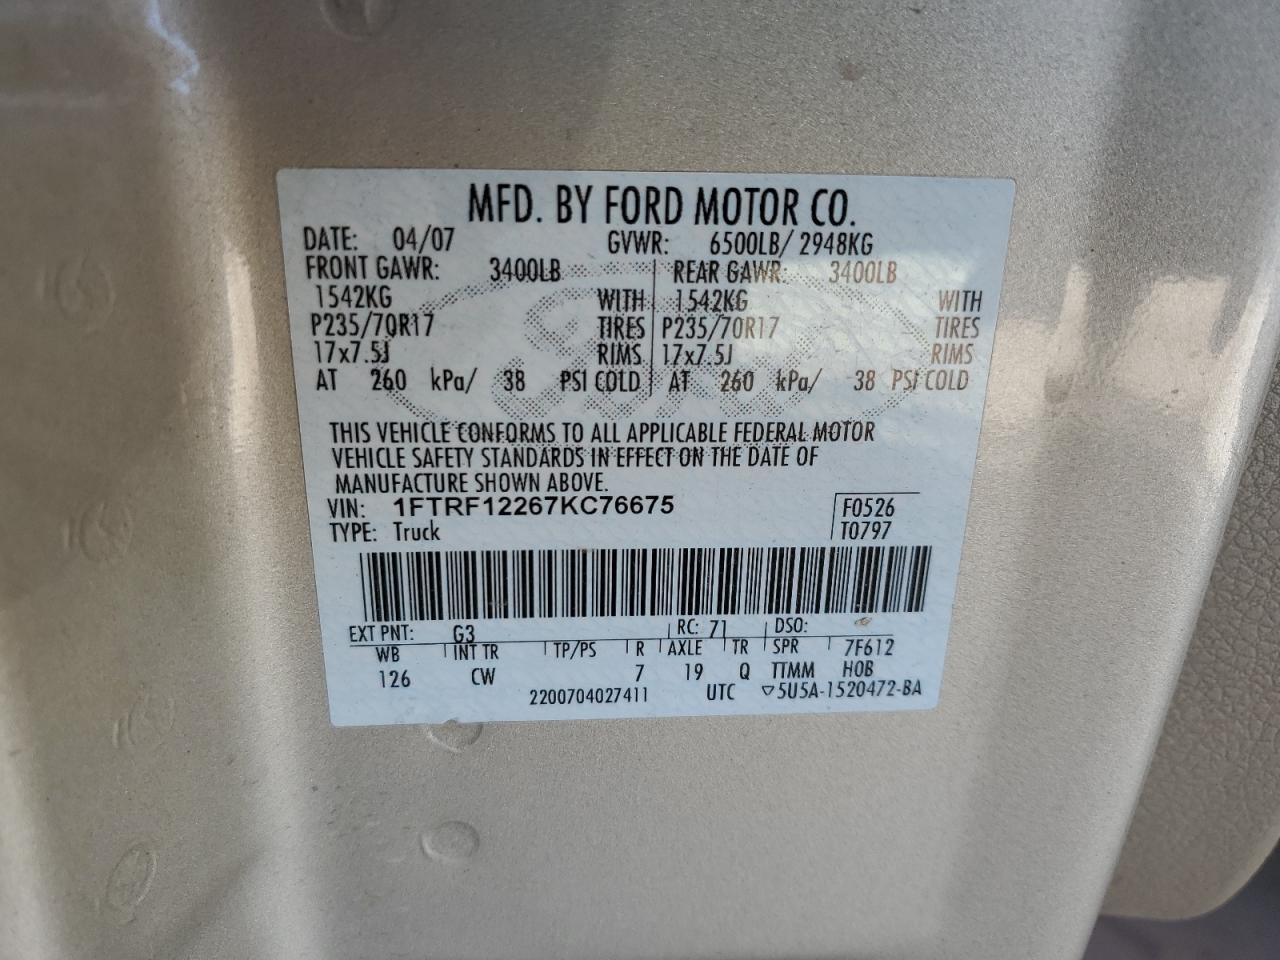 MFD. BY FORD MOTOR CO.
DATE: 04/07 GVWR: 6500LB/ 2948KG
FRONT GAWR: 3400LB REAR GAWR: 3400LB
1542KG WITH 1542KG WITH
P235/70R17 TIRES P235/70R17 TIRES
17x7.5J RIMS 17x7.5J RIMS
AT 260 kPa/ 38 PSI COLD AT 260 kPa/ 38 PSI COLD
THIS VEHICLE CONFORMS TO ALL APPLICABLE FEDERAL MOTOR
VEHICLE SAFETY STANDARDS IN EFFECT ON THE DATE OF
MANUFACTURE SHOWN ABOVE.
VIN: 1FTRF12267KC76675 F0526
TYPE: Truck T0797
EXT PNT: G3 RC: 71 DSO:
WB INT TR TP/PS R AXLE TR SPR 7F612
126 CW 7 19 Q TTMM HOB
2200704027411 UTC ▽5U5A-1520472-BA